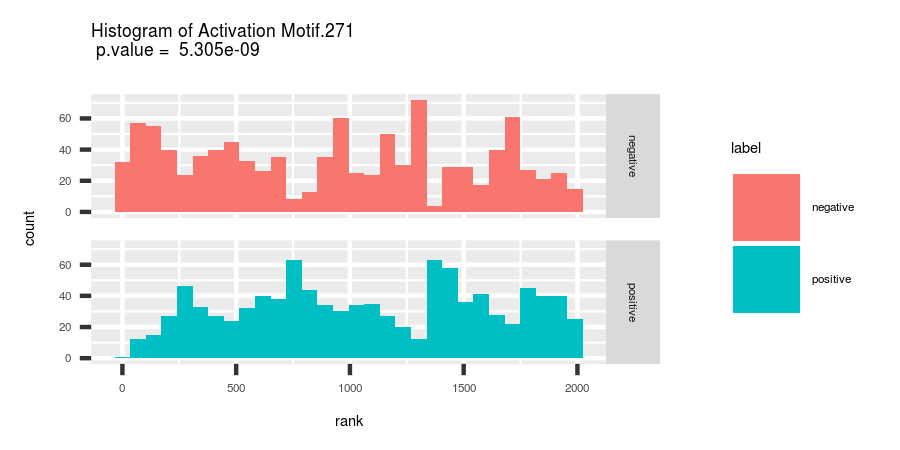 Histogram of Activation Motif.271
p.value = 5.305e-09
count
60
40
20
0
negative
60
40
20
0
positive
0 500 1000 1500 2000
rank
label
negative
positive